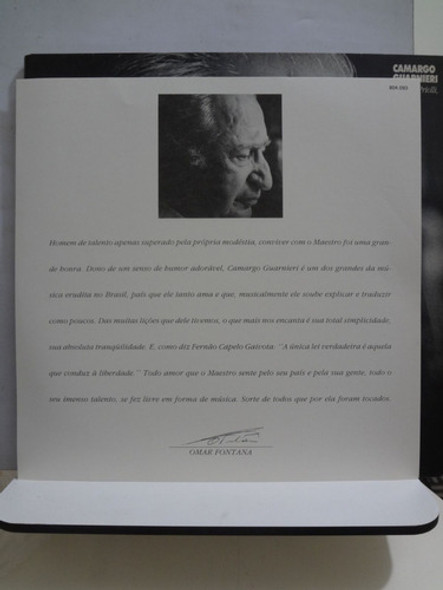 CAMARGO
GUARNIERI
Homem de talento apenas superado pela própria modéstia, conviver com o Maestro foi uma gran-
de honra. Dono de um senso de humor adorável, Camargo Guarnieri é um dos grandes da mú-
sica erudita no Brasil, país que ele tanto ama e que, musicalmente ele soube explicar e traduzir
como poucos. Das muitas lições que dele tivemos, o que mais nos encanta é sua total simplicidade,
sua absoluta tranqüilidade. E, como diz Fernão Capelo Gaivota: "A única lei verdadeira é aquela
que conduz à liberdade." Todo amor que o Maestro sente pelo seu país e pela sua gente, todo o
seu imenso talento, se fez livre em forma de música. Sorte de todos que por ela foram tocados.
OMAR FONTANA